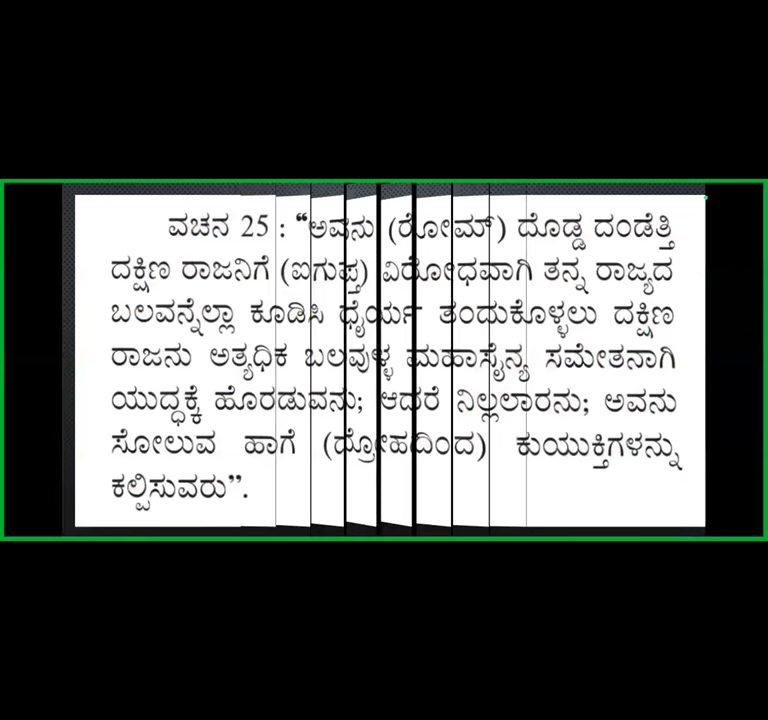 ವಚನ 25 : “ಅವನು (ರೋಮ್) ದೊಡ್ಡ ದಂಡೆತ್ತಿ
ದಕ್ಷಿಣ ರಾಜನಿಗೆ (ಐಗುಪ್ತ) ವಿರೋಧವಾಗಿ ತನ್ನ ರಾಜ್ಯದ
ಬಲವನ್ನೆಲ್ಲಾ ಕೂಡಿಸಿ ಧೈರ್ಯ ತಂದುಕೊಳ್ಳಲು ದಕ್ಷಿಣ
ರಾಜನು ಅತ್ಯಧಿಕ ಬಲವುಳ್ಳ ಮಹಾಸೈನ್ಯ ಸಮೇತನಾಗಿ
ಯುದ್ಧಕ್ಕೆ ಹೊರಡುವನು; ಆದರೆ ನಿಲ್ಲಲಾರನು; ಅವನು
ಸೋಲುವ ಹಾಗೆ (ದ್ರೋಹದಿಂದ) ಕುಯುಕ್ತಿಗಳನ್ನು
ಕಲ್ಪಿಸುವರು”.